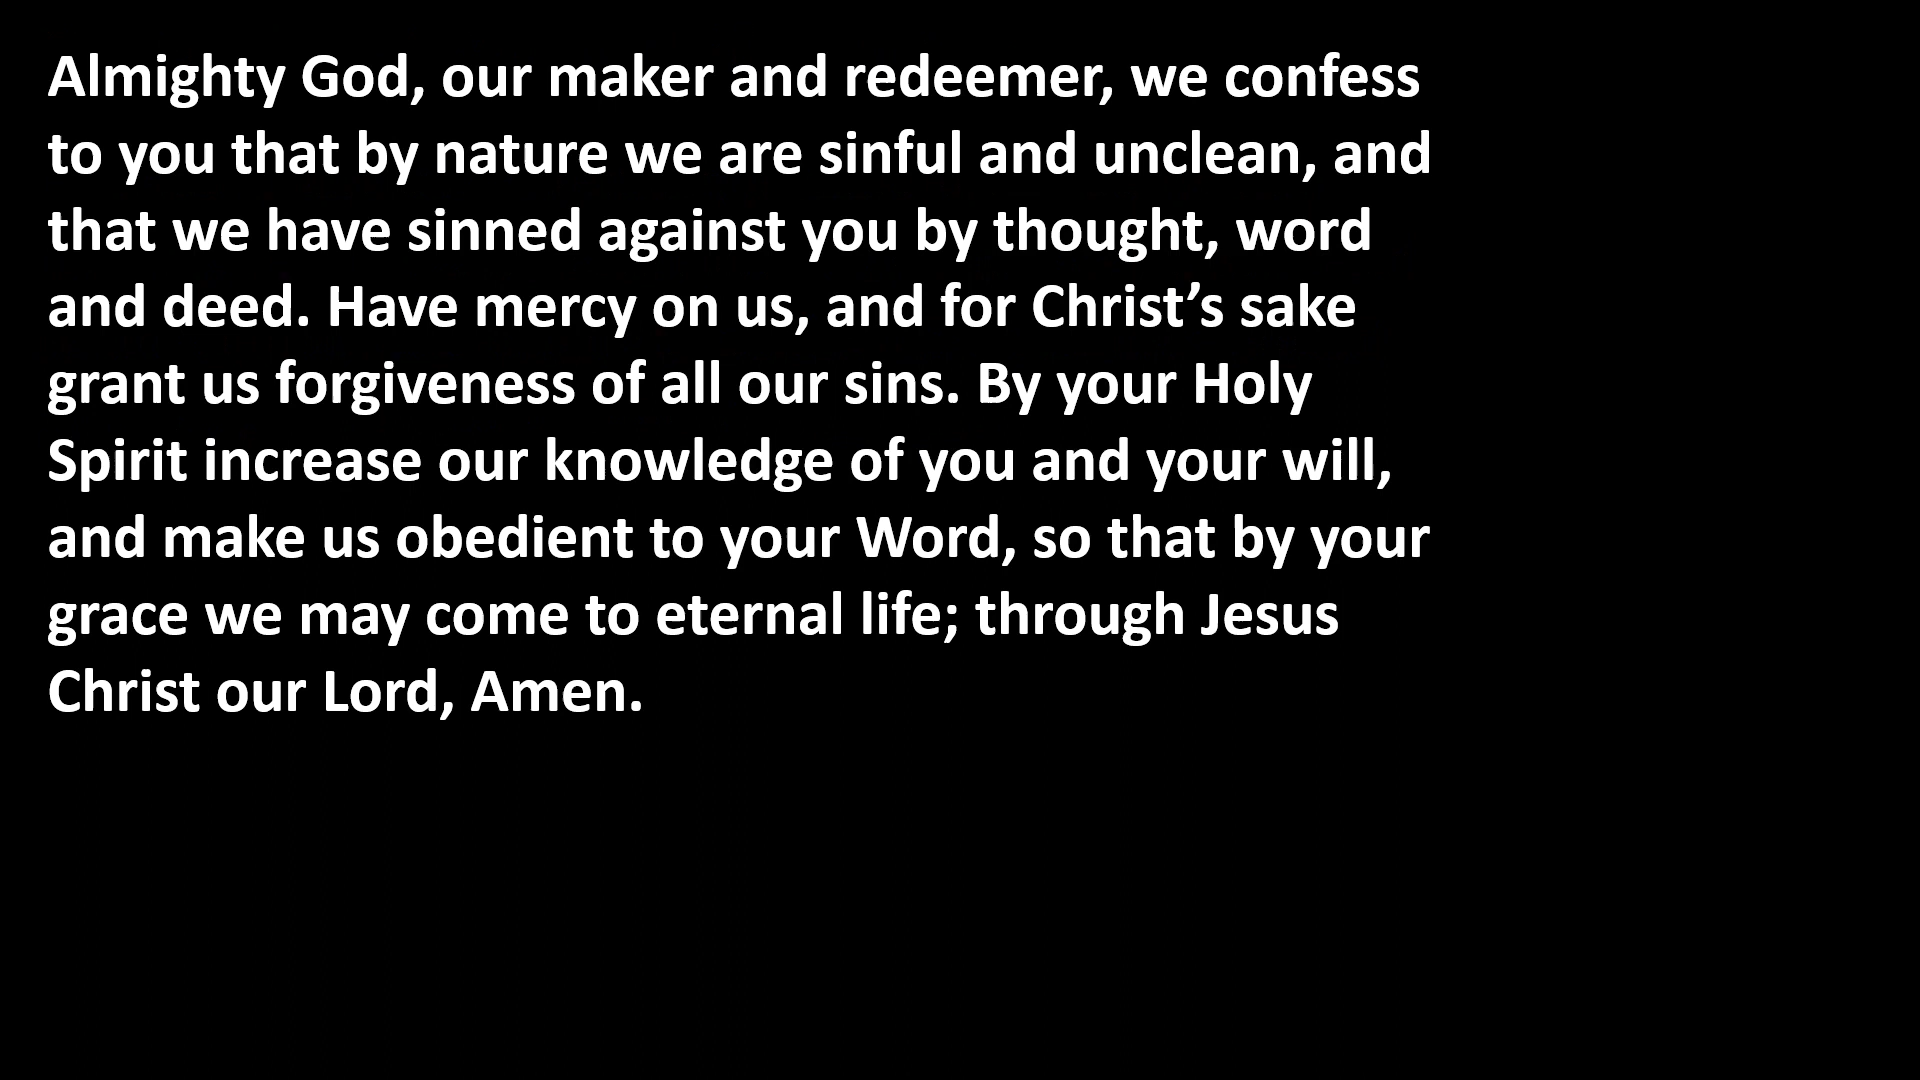 Almighty God, our maker and redeemer, we confess
to you that by nature we are sinful and unclean, and
that we have sinned against you by thought, word
and deed. Have mercy on us, and for Christ’s sake
grant us forgiveness of all our sins. By your Holy
Spirit increase our knowledge of you and your will,
and make us obedient to your Word, so that by your
grace we may come to eternal life; through Jesus
Christ our Lord, Amen.